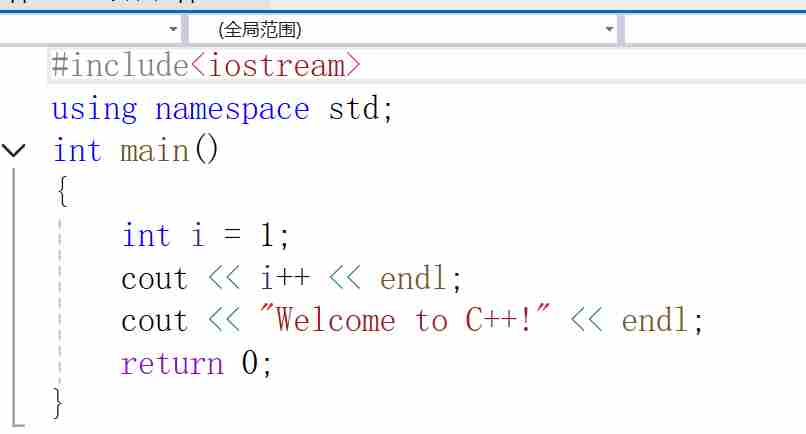 (全局范围)
#include<iostream>
using namespace std;
int main()
{
int i = 1;
cout << i++ << endl;
cout << "Welcome to C++!" << endl;
return 0;
}